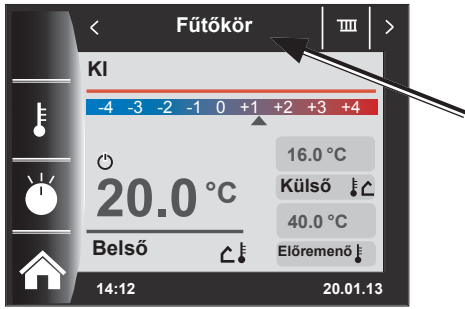 < Fűtőkör >
KI
-4 -3 -2 -1 0 +1 +2 +3 +4
16.0 °C
20.0 °C
Külső
40.0 °C
Belső
Előremenő
14:12 20.01.13